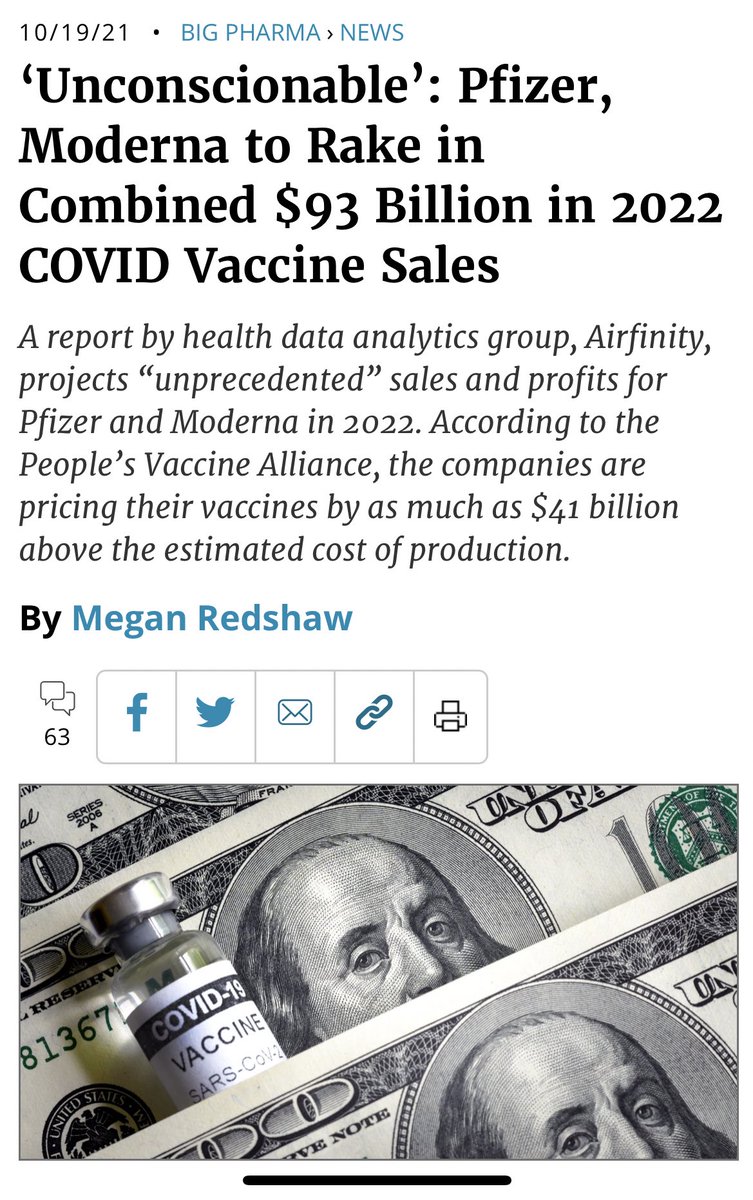 10/19/21 • BIG PHARMA › NEWS
‘Unconscionable’: Pfizer,
Moderna to Rake in
Combined $93 Billion in 2022
COVID Vaccine Sales
A report by health data analytics group, Airfinity,
projects “unprecedented” sales and profits for
Pfizer and Moderna in 2022. According to the
People’s Vaccine Alliance, the companies are
pricing their vaccines by as much as $41 billion
above the estimated cost of production.
By Megan Redshaw
63
SERIES
2006
A
COVID-19
VACCINE
SARS-CoV-2
81367
UNITED STATES